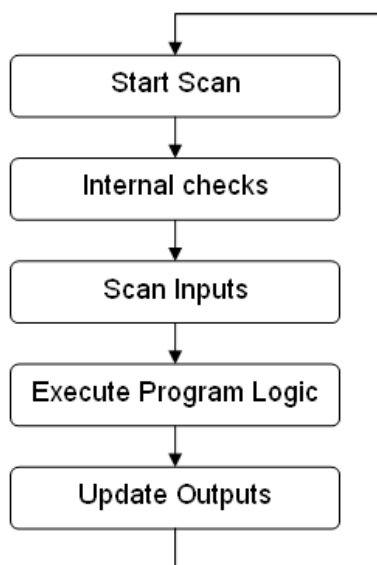 Start Scan
Internal checks
Scan Inputs
Execute Program Logic
Update Outputs